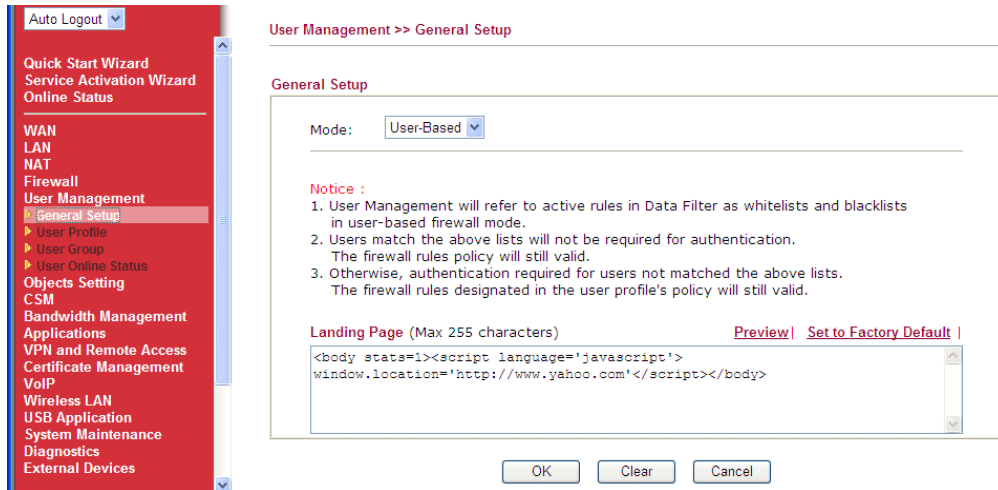 Auto Logout
Quick Start Wizard
Service Activation Wizard
Online Status
WAN
LAN
NAT
Firewall
User Management
General Setup
User Profile
User Group
User Online Status
Objects Setting
CSM
Bandwidth Management
Applications
VPN and Remote Access
Certificate Management
VoIP
Wireless LAN
USB Application
System Maintenance
Diagnostics
External Devices
User Management >> General Setup
General Setup
Mode: User-Based
Notice :
1. User Management will refer to active rules in Data Filter as whitelists and blacklists
in user-based firewall mode.
2. Users match the above lists will not be required for authentication.
The firewall rules policy will still valid.
3. Otherwise, authentication required for users not matched the above lists.
The firewall rules designated in the user profile's policy will still valid.
Landing Page (Max 255 characters) Preview| Set to Factory Default |
<body stats=1><script language='javascript'>
window.location='http://www.yahoo.com'</script></body>
OK Clear Cancel